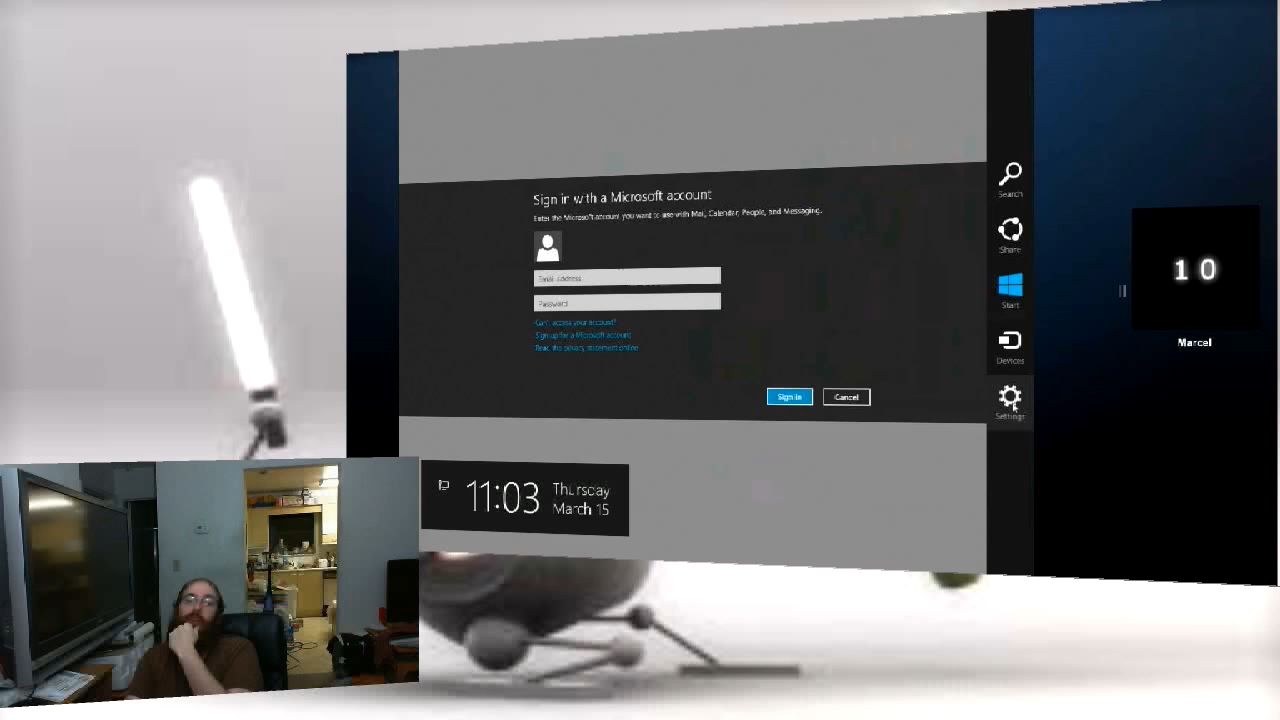 Sign in with a Microsoft account
Enter the Microsoft account you want to use with Mail, Calendar, People, and Messaging.
Email address
Password
Can't access your account?
Sign up for a Microsoft account
Read the privacy statement online
Sign in
Cancel
Search
Share
Start
Devices
Settings
10
Marcel
11:03
Thursday
March 15